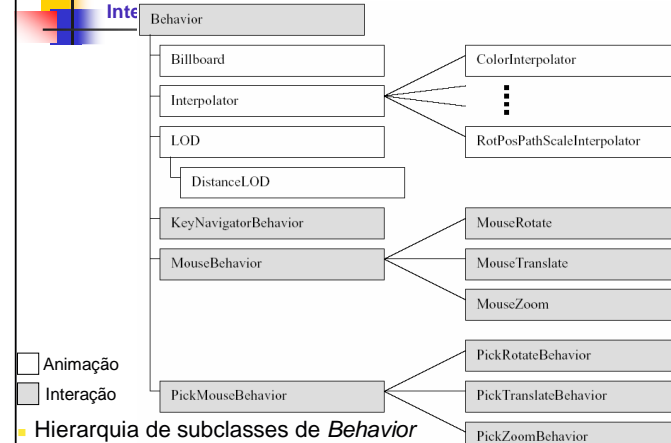 Inte
Behavior
Billboard
ColorInterpolator
Interpolator
LOD
RotPosPathScaleInterpolator
DistanceLOD
KeyNavigatorBehavior
MouseRotate
MouseBehavior
MouseTranslate
MouseZoom
Animação
PickRotateBehavior
Interação
PickMouseBehavior
PickTranslateBehavior
Hierarquia de subclasses de Behavior
PickZoomBehavior